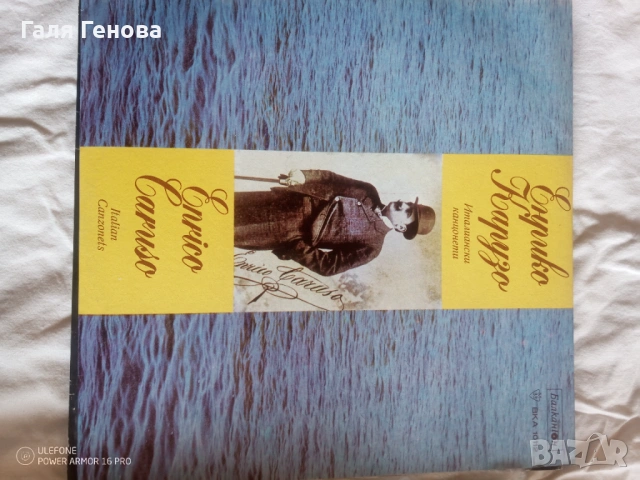 Галя Генова
Енрико
Карузо
Италиански
канцонети
Enrico Caruso
Enrico
Caruso
Italian
Canzonets
Балкантон
ВКА
ULEFONE
POWER ARMOR 16 PRO
BAZAR